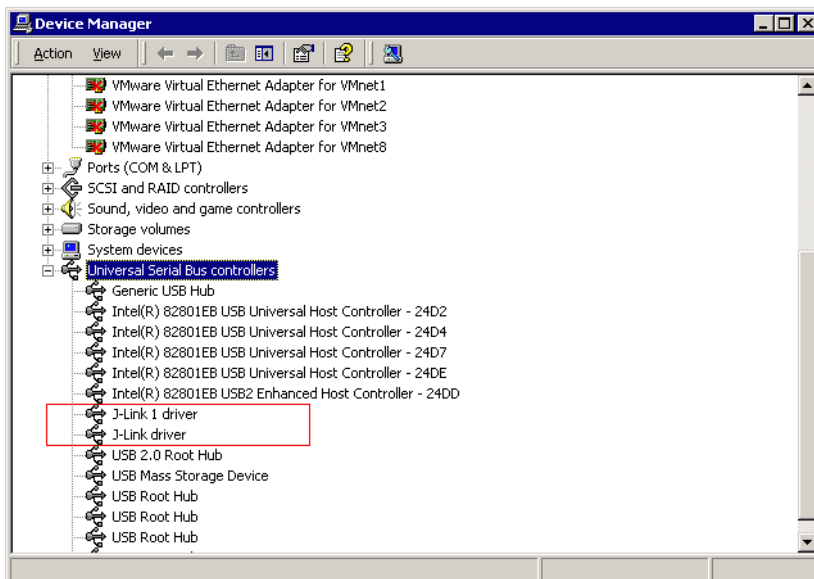 Device Manager
Action View
VMware Virtual Ethernet Adapter for VMnet1
VMware Virtual Ethernet Adapter for VMnet2
VMware Virtual Ethernet Adapter for VMnet3
VMware Virtual Ethernet Adapter for VMnet8
Ports (COM & LPT)
SCSI and RAID controllers
Sound, video and game controllers
Storage volumes
System devices
Universal Serial Bus controllers
Generic USB Hub
Intel(R) 82801EB USB Universal Host Controller - 24D2
Intel(R) 82801EB USB Universal Host Controller - 24D4
Intel(R) 82801EB USB Universal Host Controller - 24D7
Intel(R) 82801EB USB Universal Host Controller - 24DE
Intel(R) 82801EB USB2 Enhanced Host Controller - 24DD
J-Link 1 driver
J-Link driver
USB 2.0 Root Hub
USB Mass Storage Device
USB Root Hub
USB Root Hub
USB Root Hub